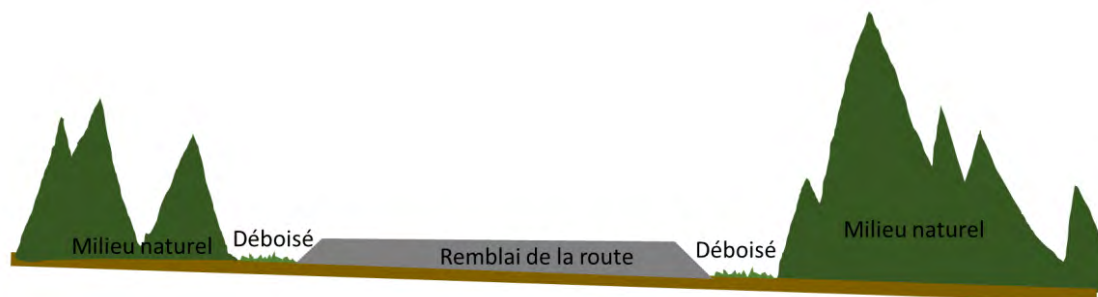 Milieu naturel
Déboisé
Remblai de la route
Déboisé
Milieu naturel